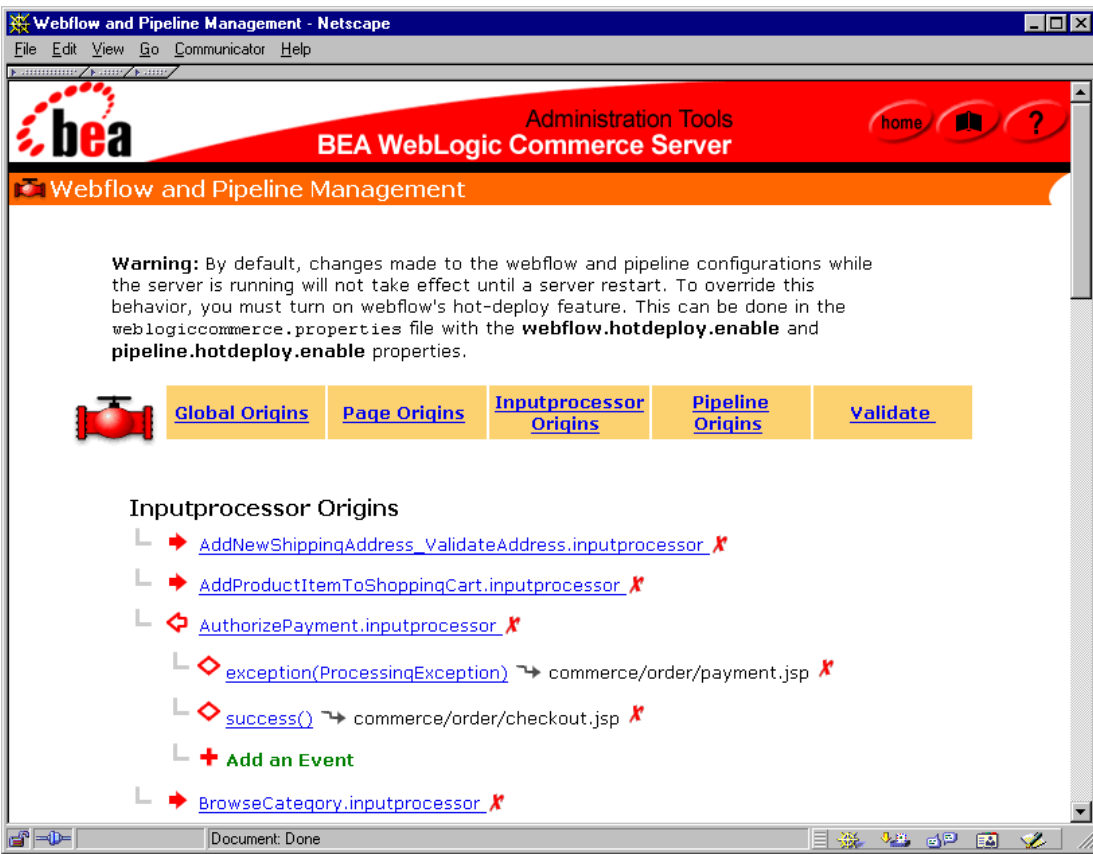 Webflow and Pipeline Management - Netscape
File Edit View Go Communicator Help
bea
Administration Tools
BEA WebLogic Commerce Server
home ?
Webflow and Pipeline Management
Warning: By default, changes made to the webflow and pipeline configurations while
the server is running will not take effect until a server restart. To override this
behavior, you must turn on webflow's hot-deploy feature. This can be done in the
weblogiccommerce.properties file with the webflow.hotdeploy.enable and
pipeline.hotdeploy.enable properties.
Global Origins
Page Origins
Inputprocessor
Origins
Pipeline
Origins
Validate
Inputprocessor Origins
AddNewShippingAddress_ValidateAddress.inputprocessor
AddProductItemToShoppingCart.inputprocessor
AuthorizePayment.inputprocessor
exception(ProcessingException) commerce/order/payment.jsp
success() commerce/order/checkout.jsp
Add an Event
BrowseCategory.inputprocessor
Document: Done